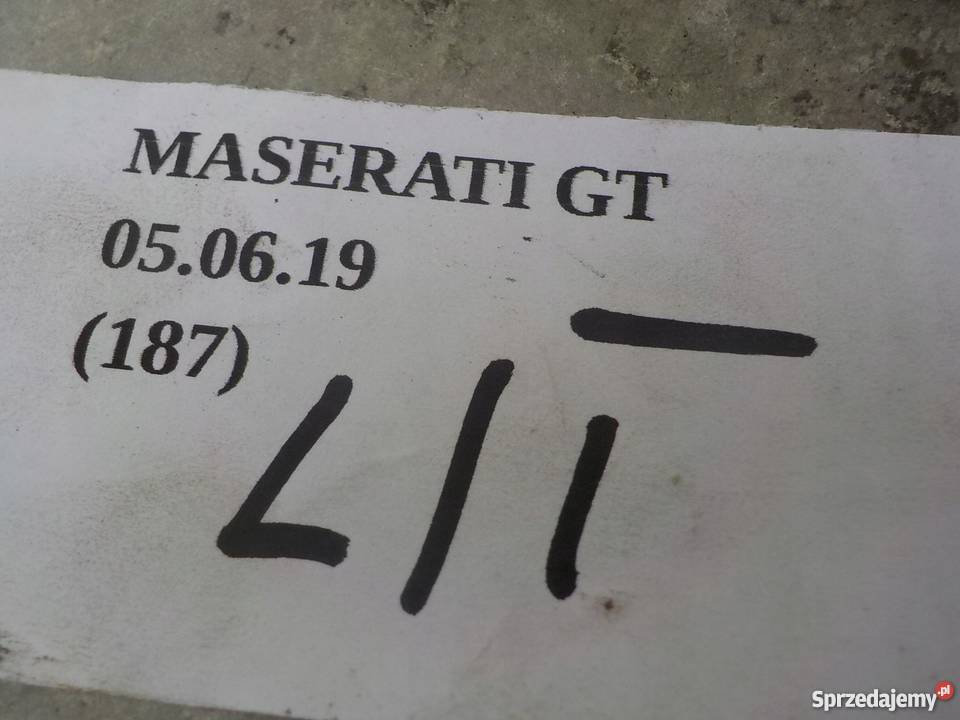 MASERATI GT
05.06.19
(187)
L/T
Sprzedajemy.pl